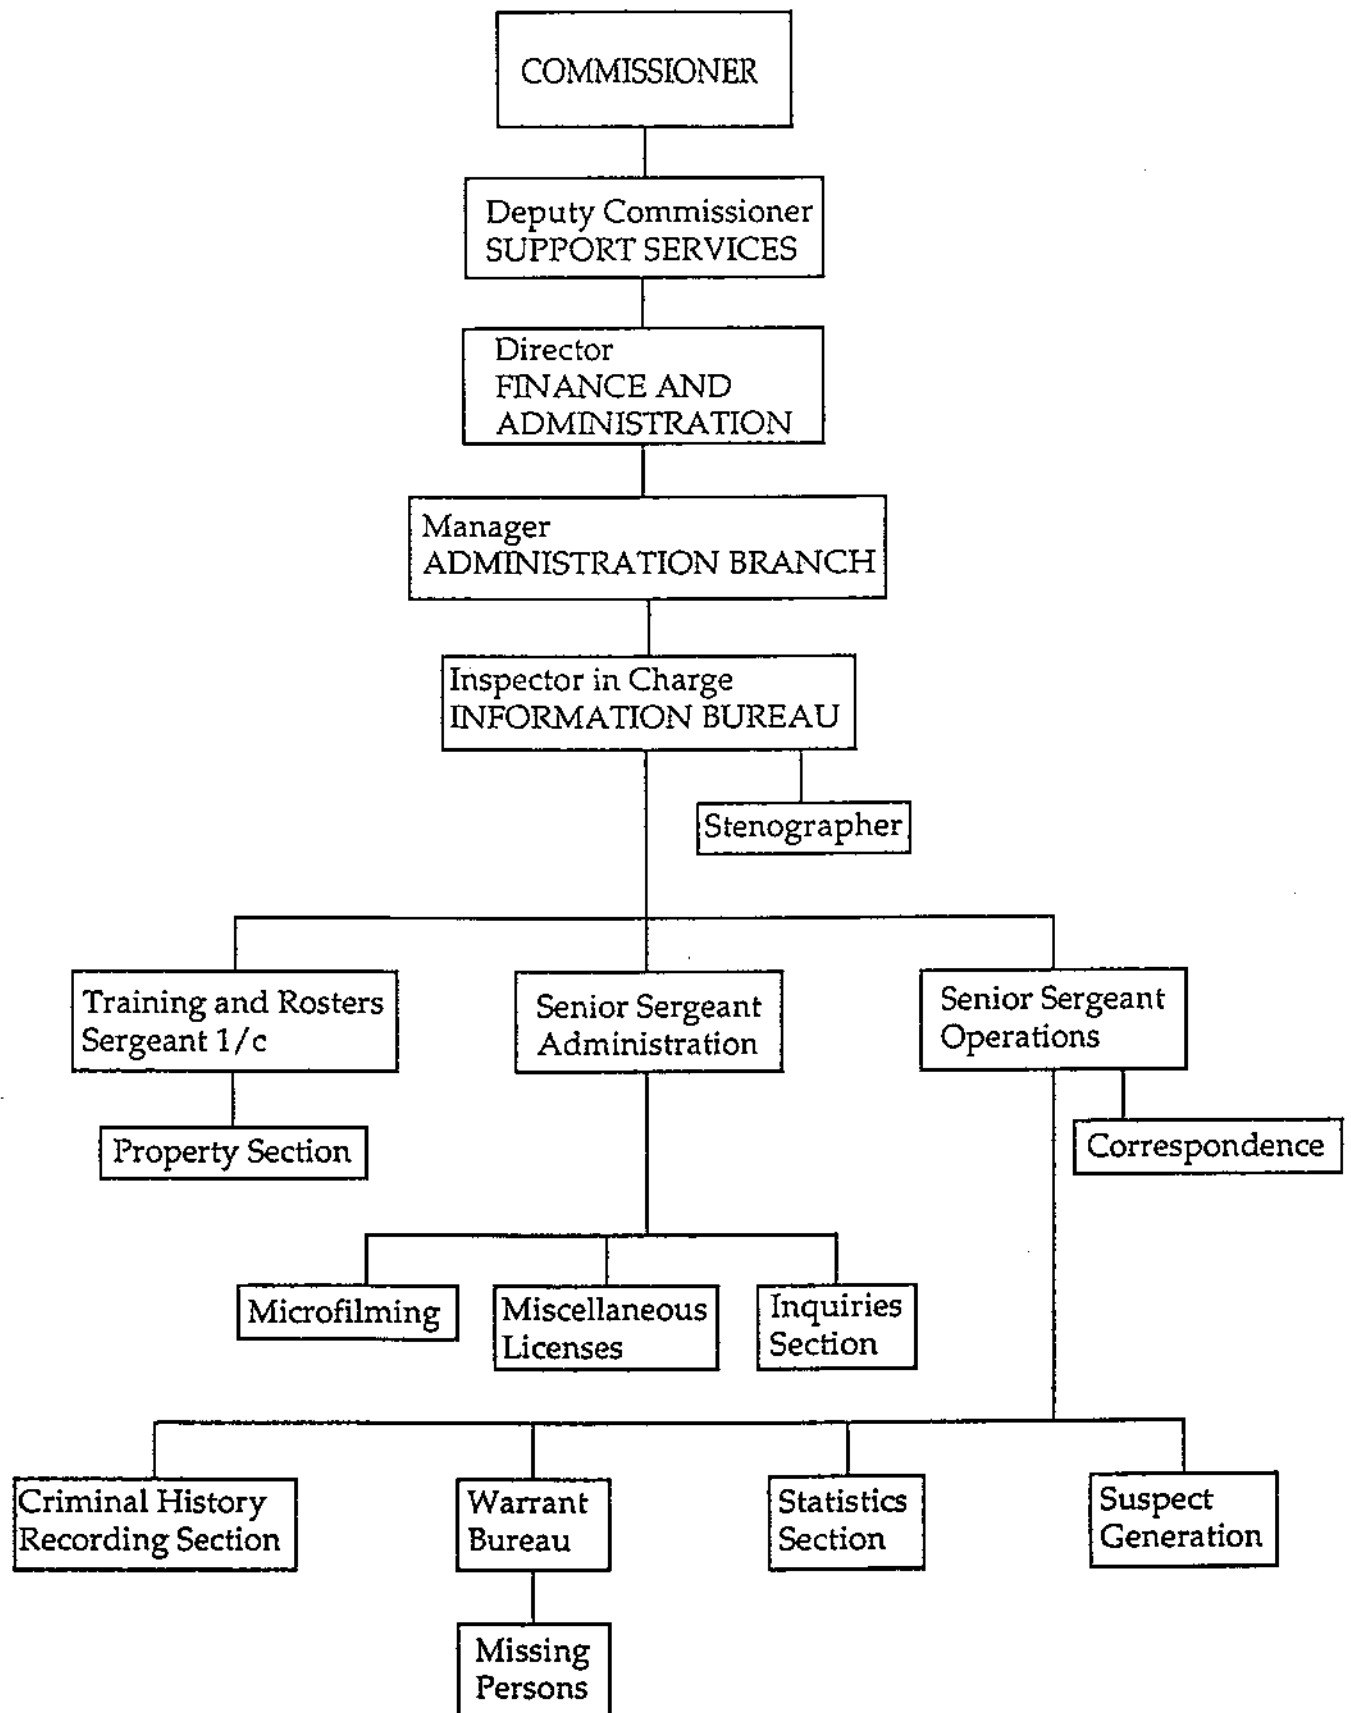 COMMISSIONER
Deputy Commissioner
SUPPORT SERVICES
Director
FINANCE AND
ADMINISTRATION
Manager
ADMINISTRATION BRANCH
Inspector in Charge
INFORMATION BUREAU
Stenographer
Training and Rosters
Sergeant 1/c
Senior Sergeant
Administration
Senior Sergeant
Operations
Property Section
Correspondence
Microfilming
Miscellaneous
Licenses
Inquiries
Section
Criminal History
Recording Section
Warrant
Bureau
Statistics
Section
Suspect
Generation
Missing
Persons